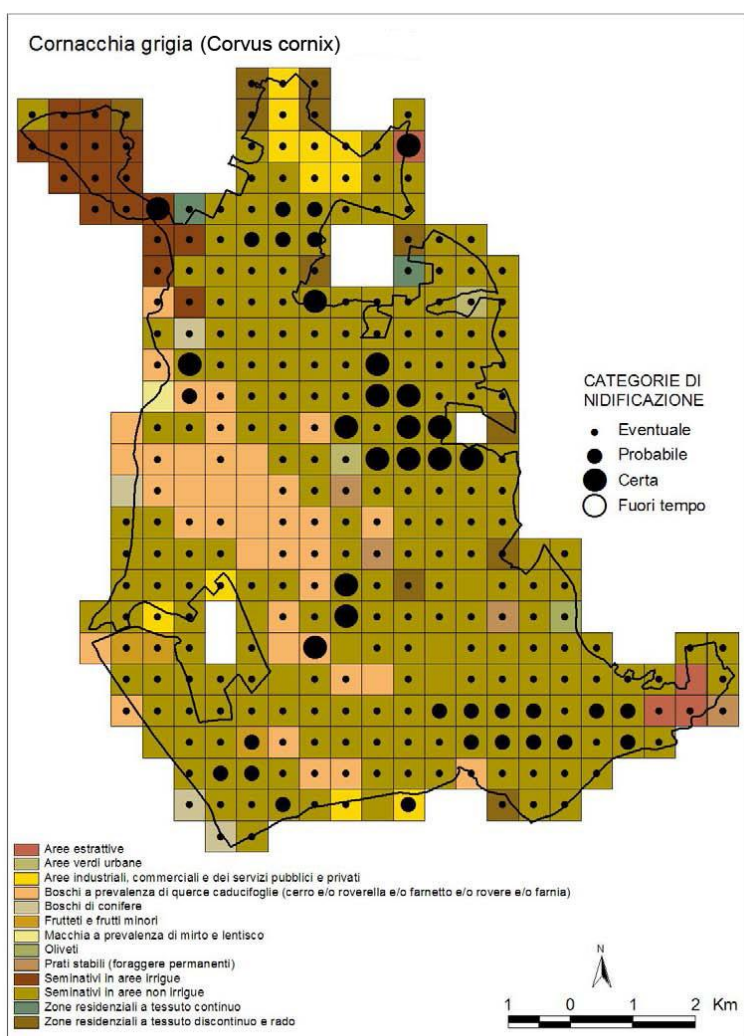 Cornacchia grigia (Corvus cornix)
CATEGORIE DI
NIDIFICAZIONE
Eventuale
Probabile
Certa
Fuori tempo
Aree estrattive
Aree verdi urbane
Aree industriali, commerciali e dei servizi pubblici e privati
Boschi a prevalenza di querce caducifoglie (cerro e/o roverella e/o farnetto e/o rovere e/o farnia)
Boschi di conifere
Frutteti e frutti minori
Macchia a prevalenza di mirto e lentisco
Oliveti
Prati stabili (foraggere permanenti)
Seminativi in aree irrigue
Seminativi in aree non irrigue
Zone residenziali a tessuto continuo
Zone residenziali a tessuto discontinuo e rado
N
1 0 1 2 Km